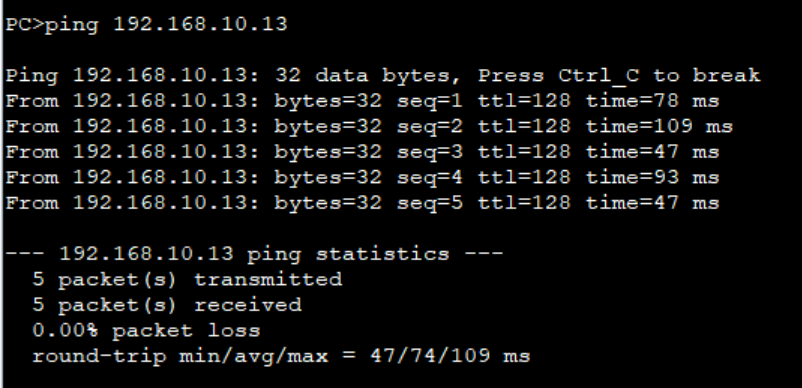 PC>ping 192.168.10.13
Ping 192.168.10.13: 32 data bytes, Press Ctrl_C to break
From 192.168.10.13: bytes=32 seq=1 ttl=128 time=78 ms
From 192.168.10.13: bytes=32 seq=2 ttl=128 time=109 ms
From 192.168.10.13: bytes=32 seq=3 ttl=128 time=47 ms
From 192.168.10.13: bytes=32 seq=4 ttl=128 time=93 ms
From 192.168.10.13: bytes=32 seq=5 ttl=128 time=47 ms
--- 192.168.10.13 ping statistics ---
5 packet(s) transmitted
5 packet(s) received
0.00% packet loss
round-trip min/avg/max = 47/74/109 ms